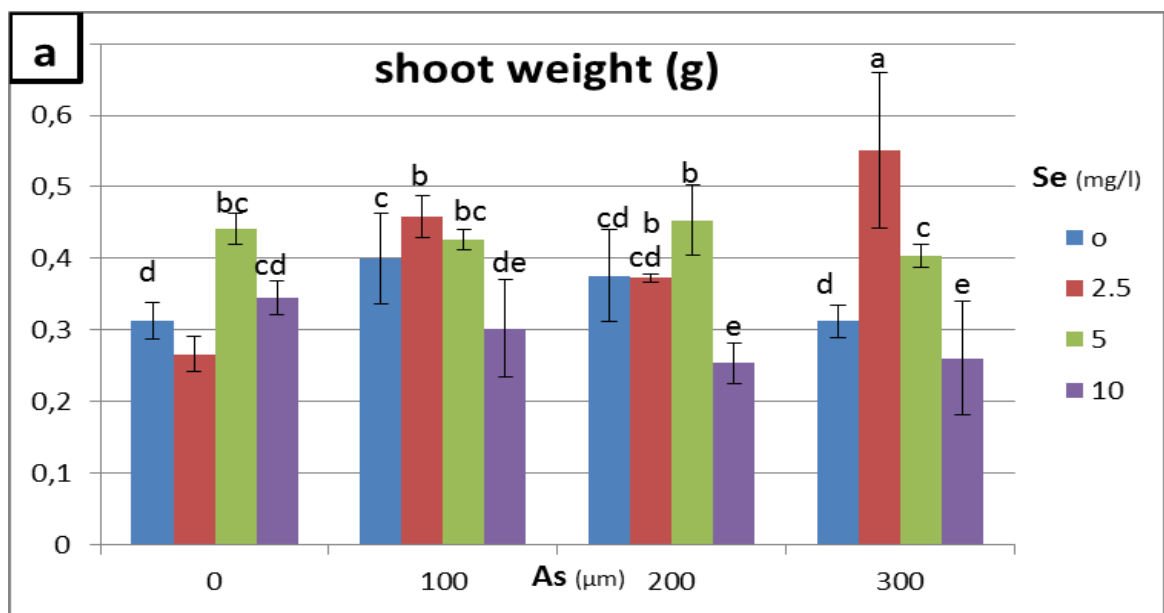 a
shoot weight (g)
0,6
0,5
0,4
0,3
0,2
0,1
0
d
bc
cd
c
b
bc
de
cd
b
cd
b
e
d
a
c
e
0
100
200
300
As (μm)
Se (mg/l)
o
2.5
5
10